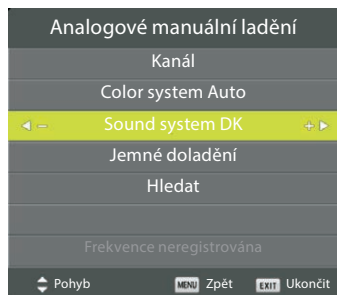 Analogové manuální ladění
Kanál
Color system Auto
Sound system DK
Jemné doladění
Hledat
Frekvence neregistrována
Pohyb MENU Zpět EXIT Ukončit